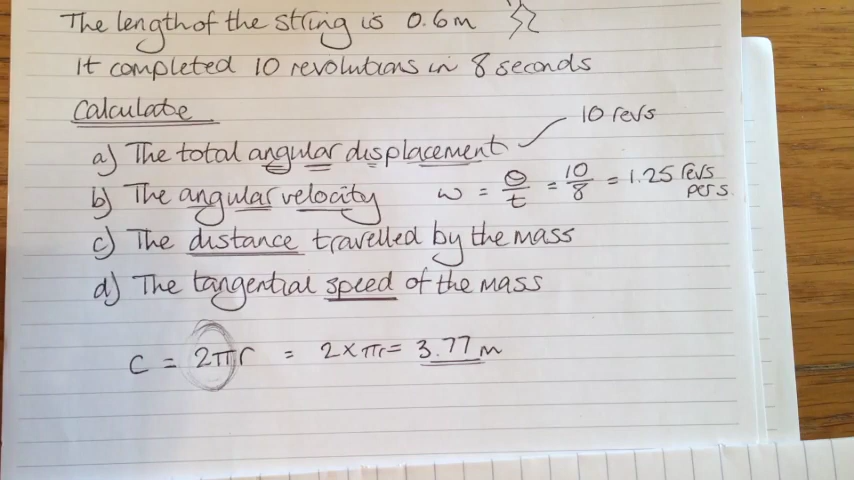 The length of the string is 0.6m
It completed 10 revolutions in 8 seconds
Calculate
10 revs
a) The total angular displacement
b) The angular velocity ω = θ/t = 10/8 = 1.25 revs per s.
c) The distance travelled by the mass
d) The tangential speed of the mass
C = 2πr = 2×πr = 3.77 m